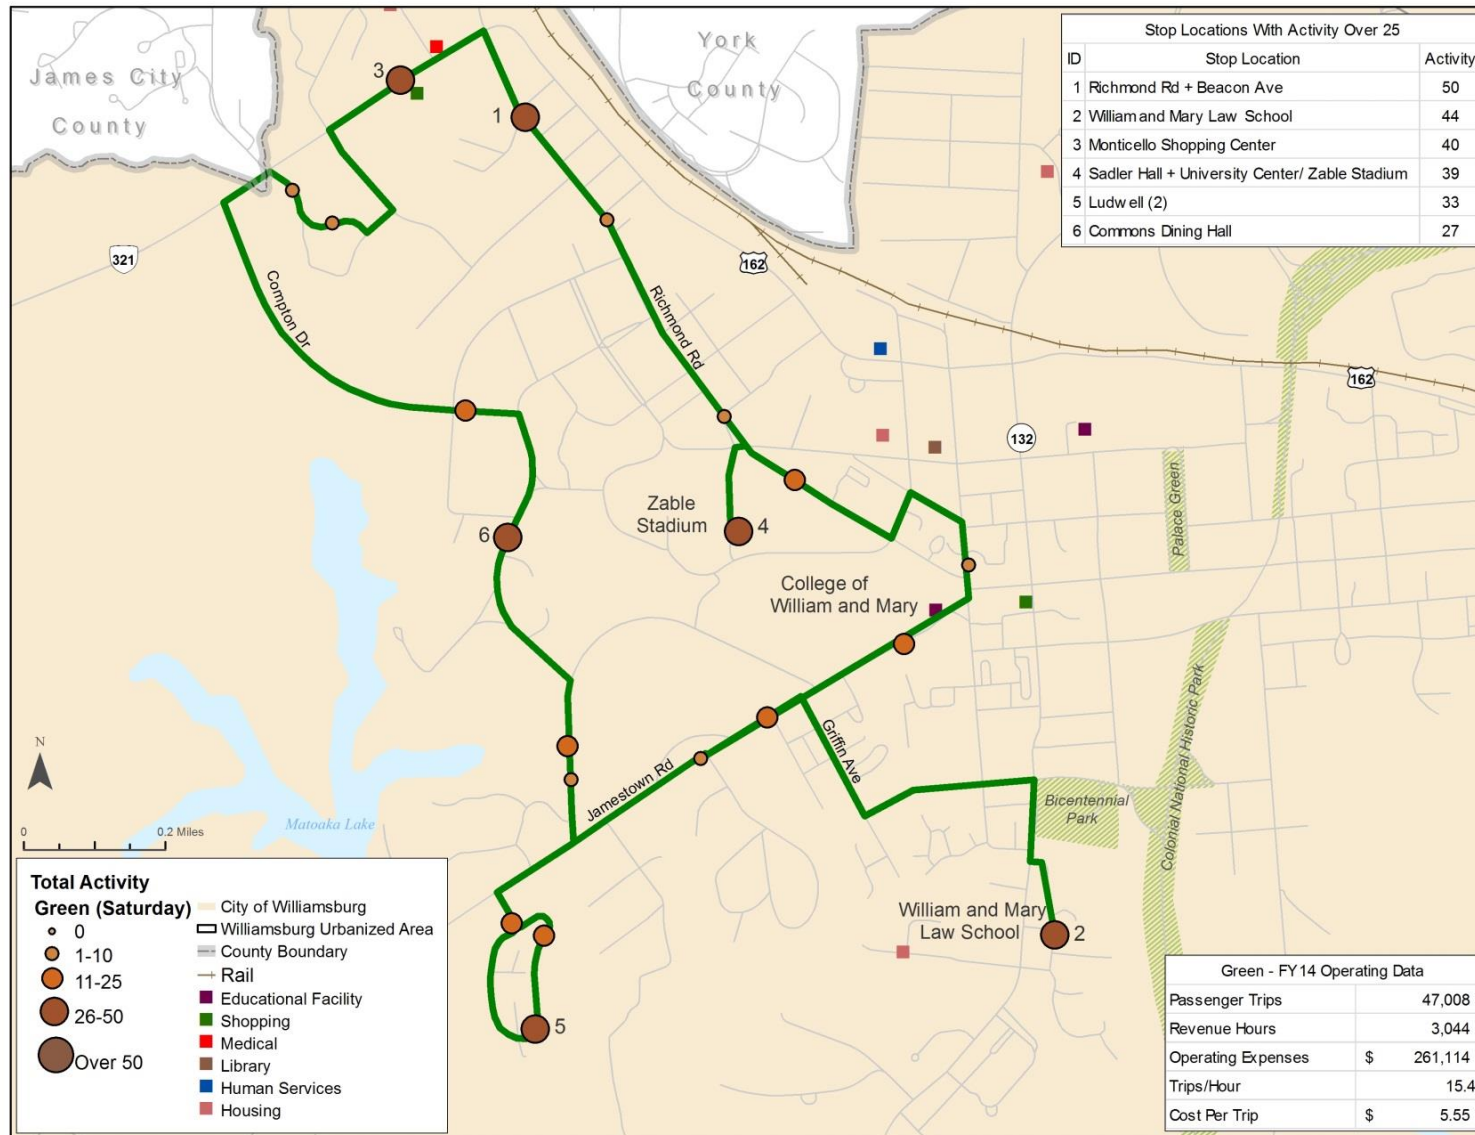 James City
County
York
County
Stop Locations With Activity Over 25
ID Stop Location Activity
1 Richmond Rd + Beacon Ave 50
2 William and Mary Law School 44
3 Monticello Shopping Center 40
4 Sadler Hall + University Center/ Zable Stadium 39
5 Ludwell (2) 33
6 Commons Dining Hall 27
3
1
321
162
Compton Dr
Richmond Rd
162
132
Zable
Stadium
4
6
Palace Green
College of
William and Mary
Colonial National Historic Park
Griffin Ave
Jamestown Rd
Bicentennial
Park
Matoaka Lake
N
0 0.2 Miles
William and Mary
Law School
2
5
Total Activity
Green (Saturday)
0
1-10
11-25
26-50
Over 50
City of Williamsburg
Williamsburg Urbanized Area
County Boundary
Rail
Educational Facility
Shopping
Medical
Library
Human Services
Housing
Green - FY14 Operating Data
Passenger Trips 47,008
Revenue Hours 3,044
Operating Expenses $ 261,114
Trips/Hour 15.4
Cost Per Trip $ 5.55